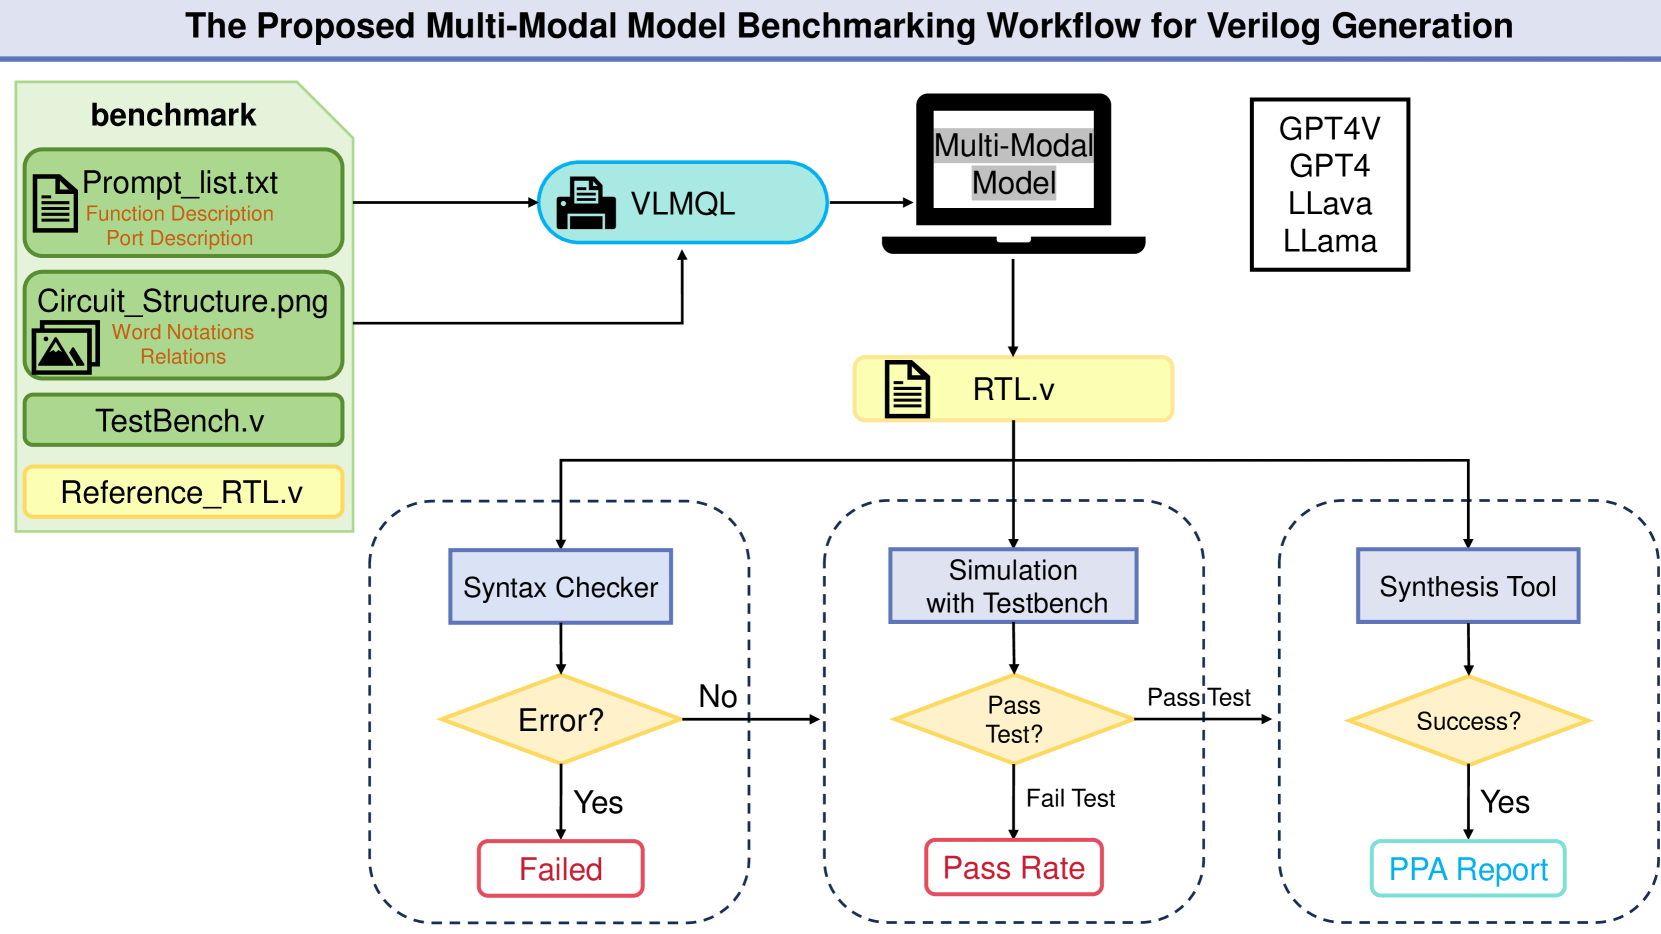 The Proposed Multi-Modal Model Benchmarking Workflow for Verilog Generation
benchmark
Prompt_list.txt
Function Description
Port Description
Circuit_Structure.png
Word Notations
Relations
TestBench.v
Reference_RTL.v
VLMQL
Multi-Modal
Model
GPT4V
GPT4
LLava
LLama
RTL.v
Syntax Checker
Error?
No
Yes
Failed
Simulation
with Testbench
Pass
Test?
Pass Test
Fail Test
Pass Rate
Synthesis Tool
Success?
Yes
PPA Report